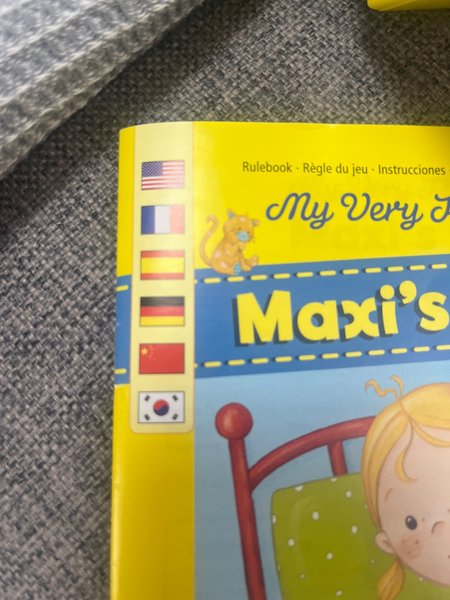 Rulebook · Règle du jeu · Instrucciones
My Very
Maxi's